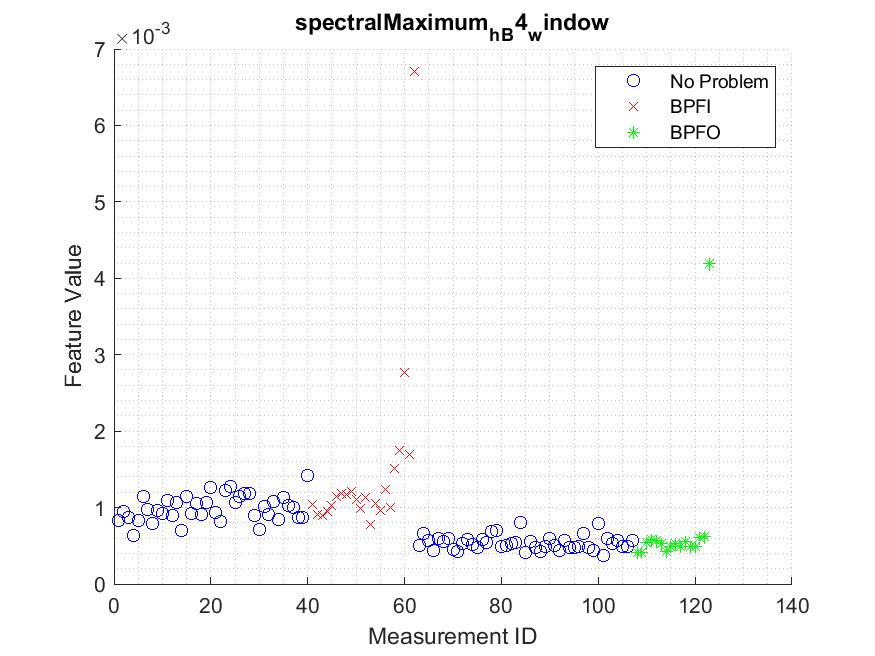 spectralMaximum_hB4_window
×10^-3
7
6
5
4
3
2
1
0
0 20 40 60 80 100 120 140
Feature Value
Measurement ID
No Problem
BPFI
BPFO